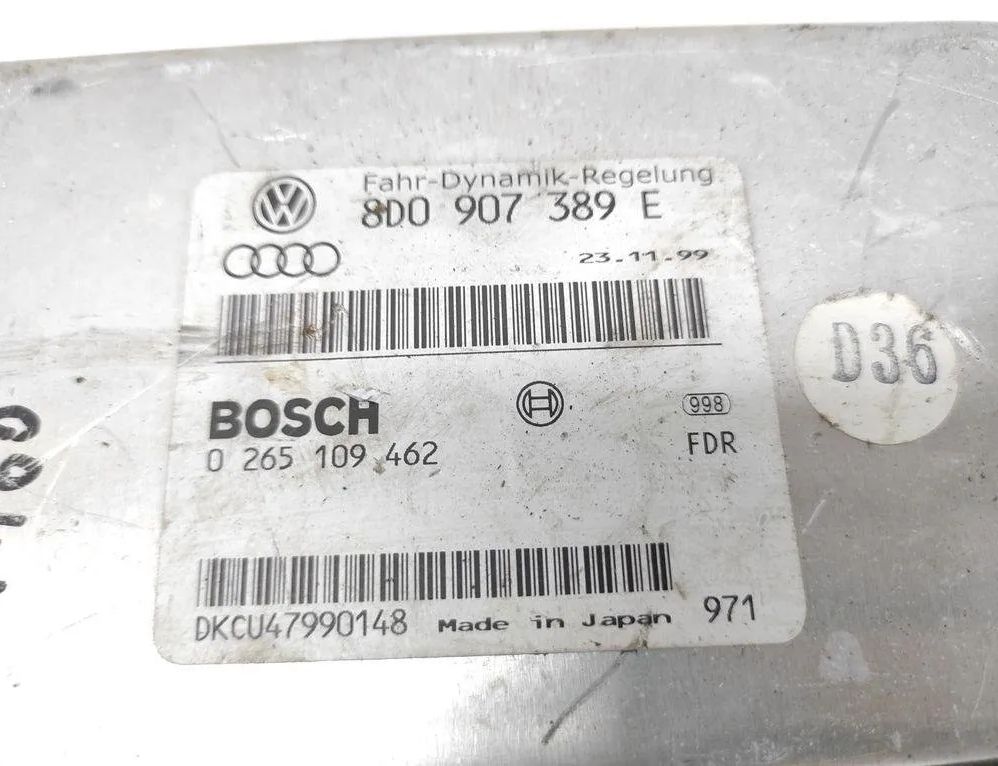 Fahr-Dynamik-Regelung
8D0 907 389 E
23.11.99
BOSCH
998
0 265 109 462
FDR
DKCU47990148 Made in Japan 971
D36